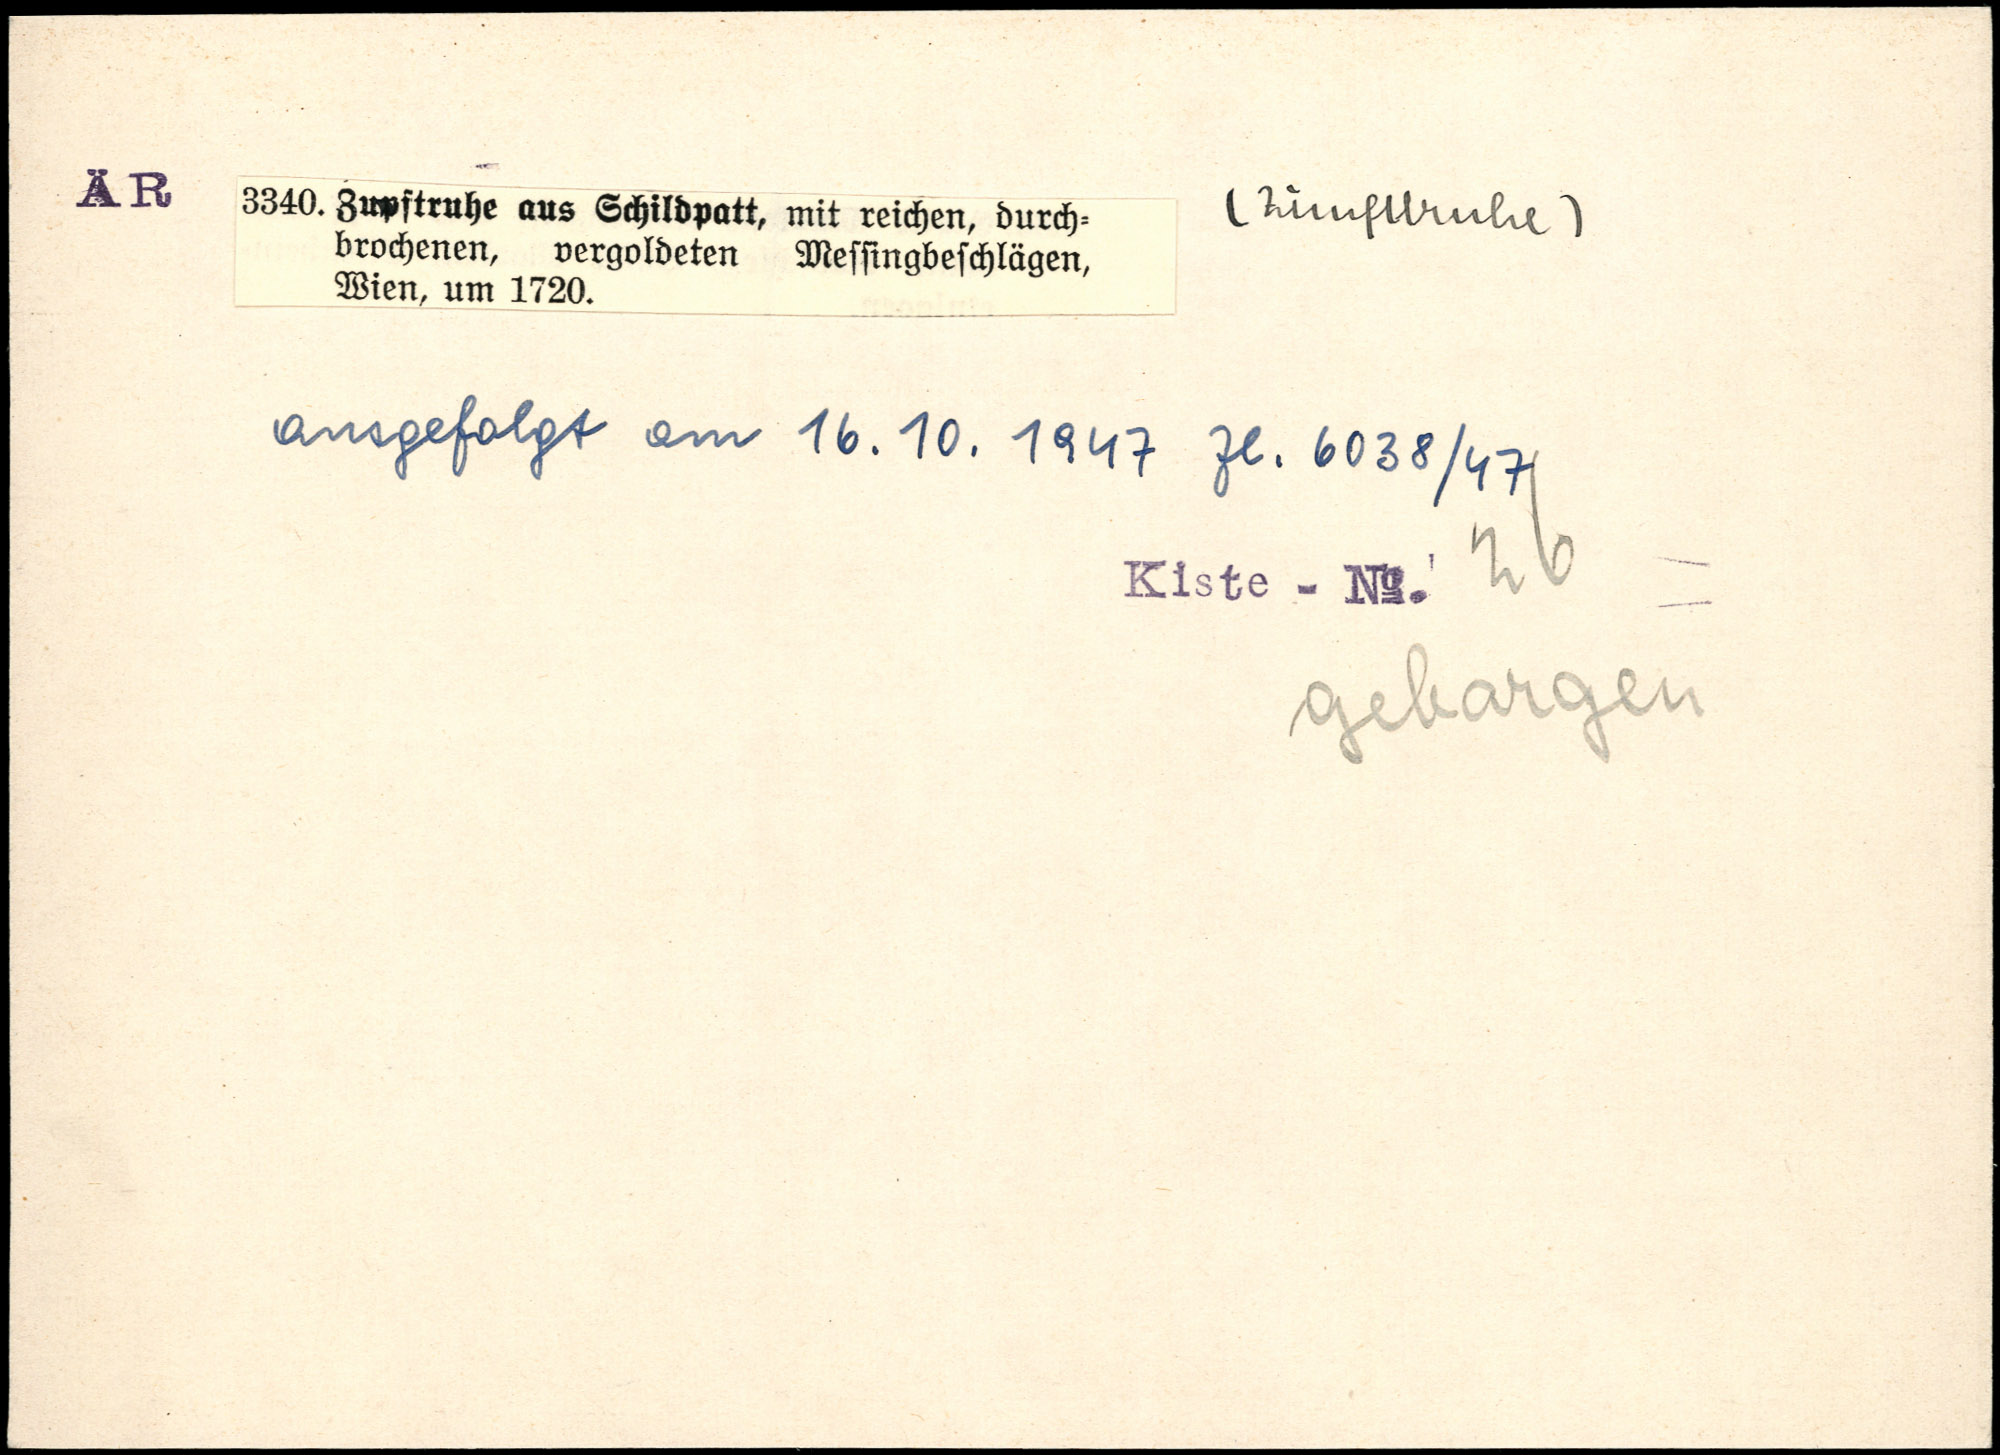 ÄR
3340. Zupftruhe aus Schildpatt, mit reichen, durch-
brochenen, vergoldeten Messingbeschlägen,
Wien, um 1720.
(Zunfttruhe)
ausgefolgt am 16. 10. 1947 Zl. 6038/47
Kiste - No. 26
geborgen